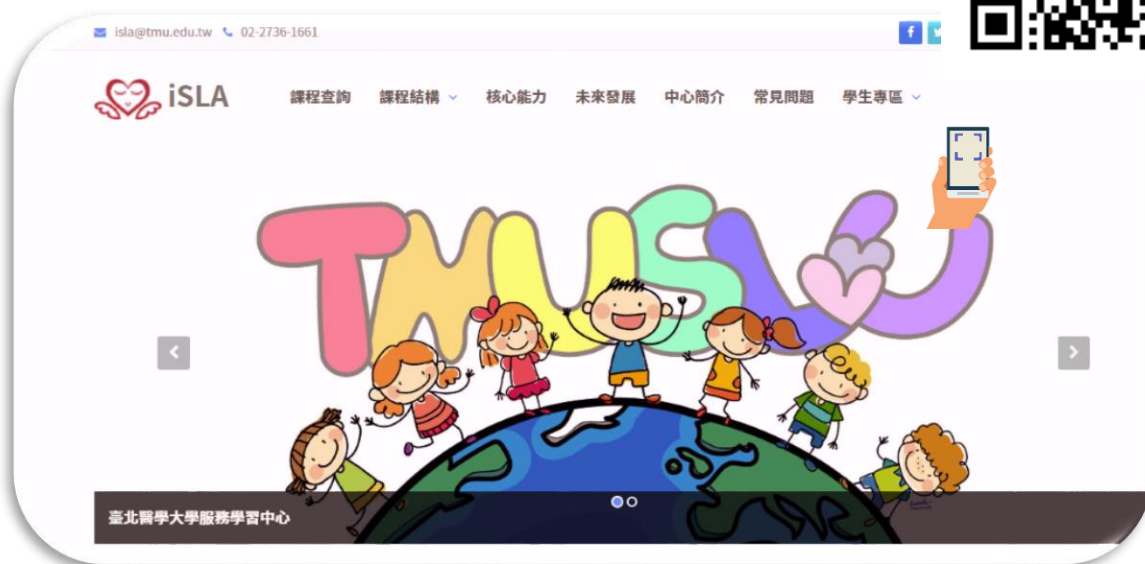 isla@tmu.edu.tw 02-2736-1661
iSLA 課程查詢 課程結構 核心能力 未來發展 中心簡介 常見問題 學生專區
TMUSLC
臺北醫學大學服務學習中心